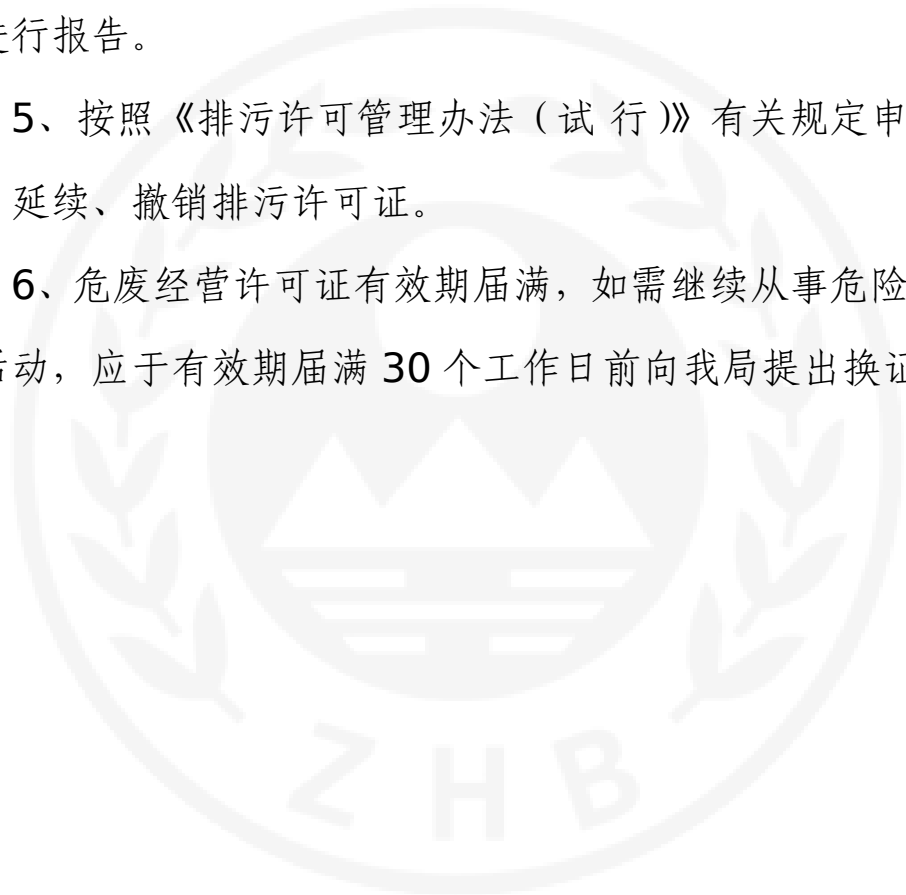 进行报告。
5、按照《排污许可管理办法（试 行）》有关规定申
延续、撤销排污许可证。
6、危废经营许可证有效期届满，如需继续从事危险
活动，应于有效期届满 30 个工作日前向我局提出换证
ZHB